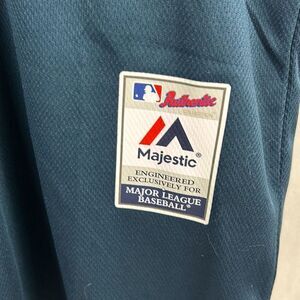 Authentic
Majestic®
ENGINEERED
EXCLUSIVELY FOR
MAJOR LEAGUE
BASEBALL®